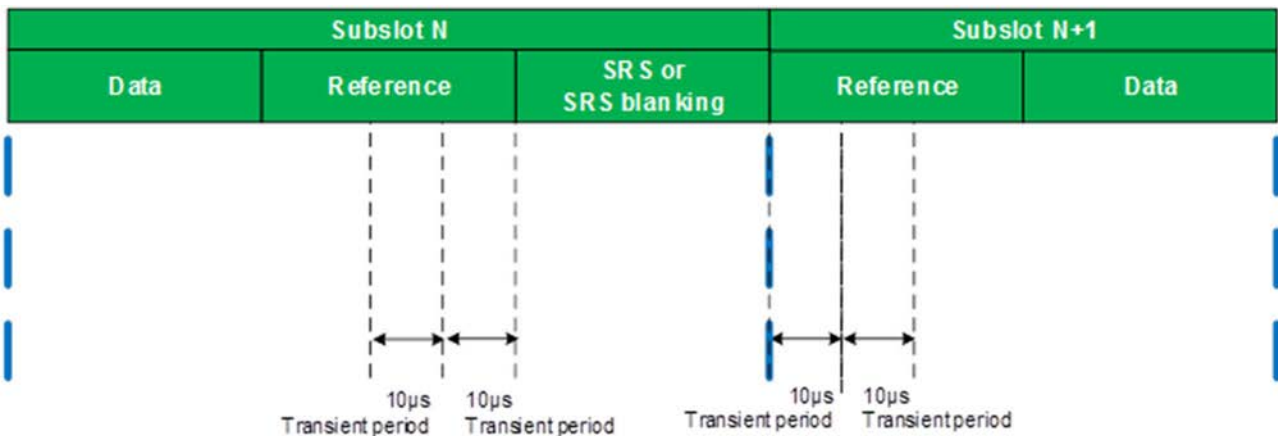 Subslot N
Subslot N+1
Data
Reference
SRS or
SRS blanking
Reference
Data
10µs
Transient period
10µs
Transient period
10µs
Transient period
10µs
Transient period